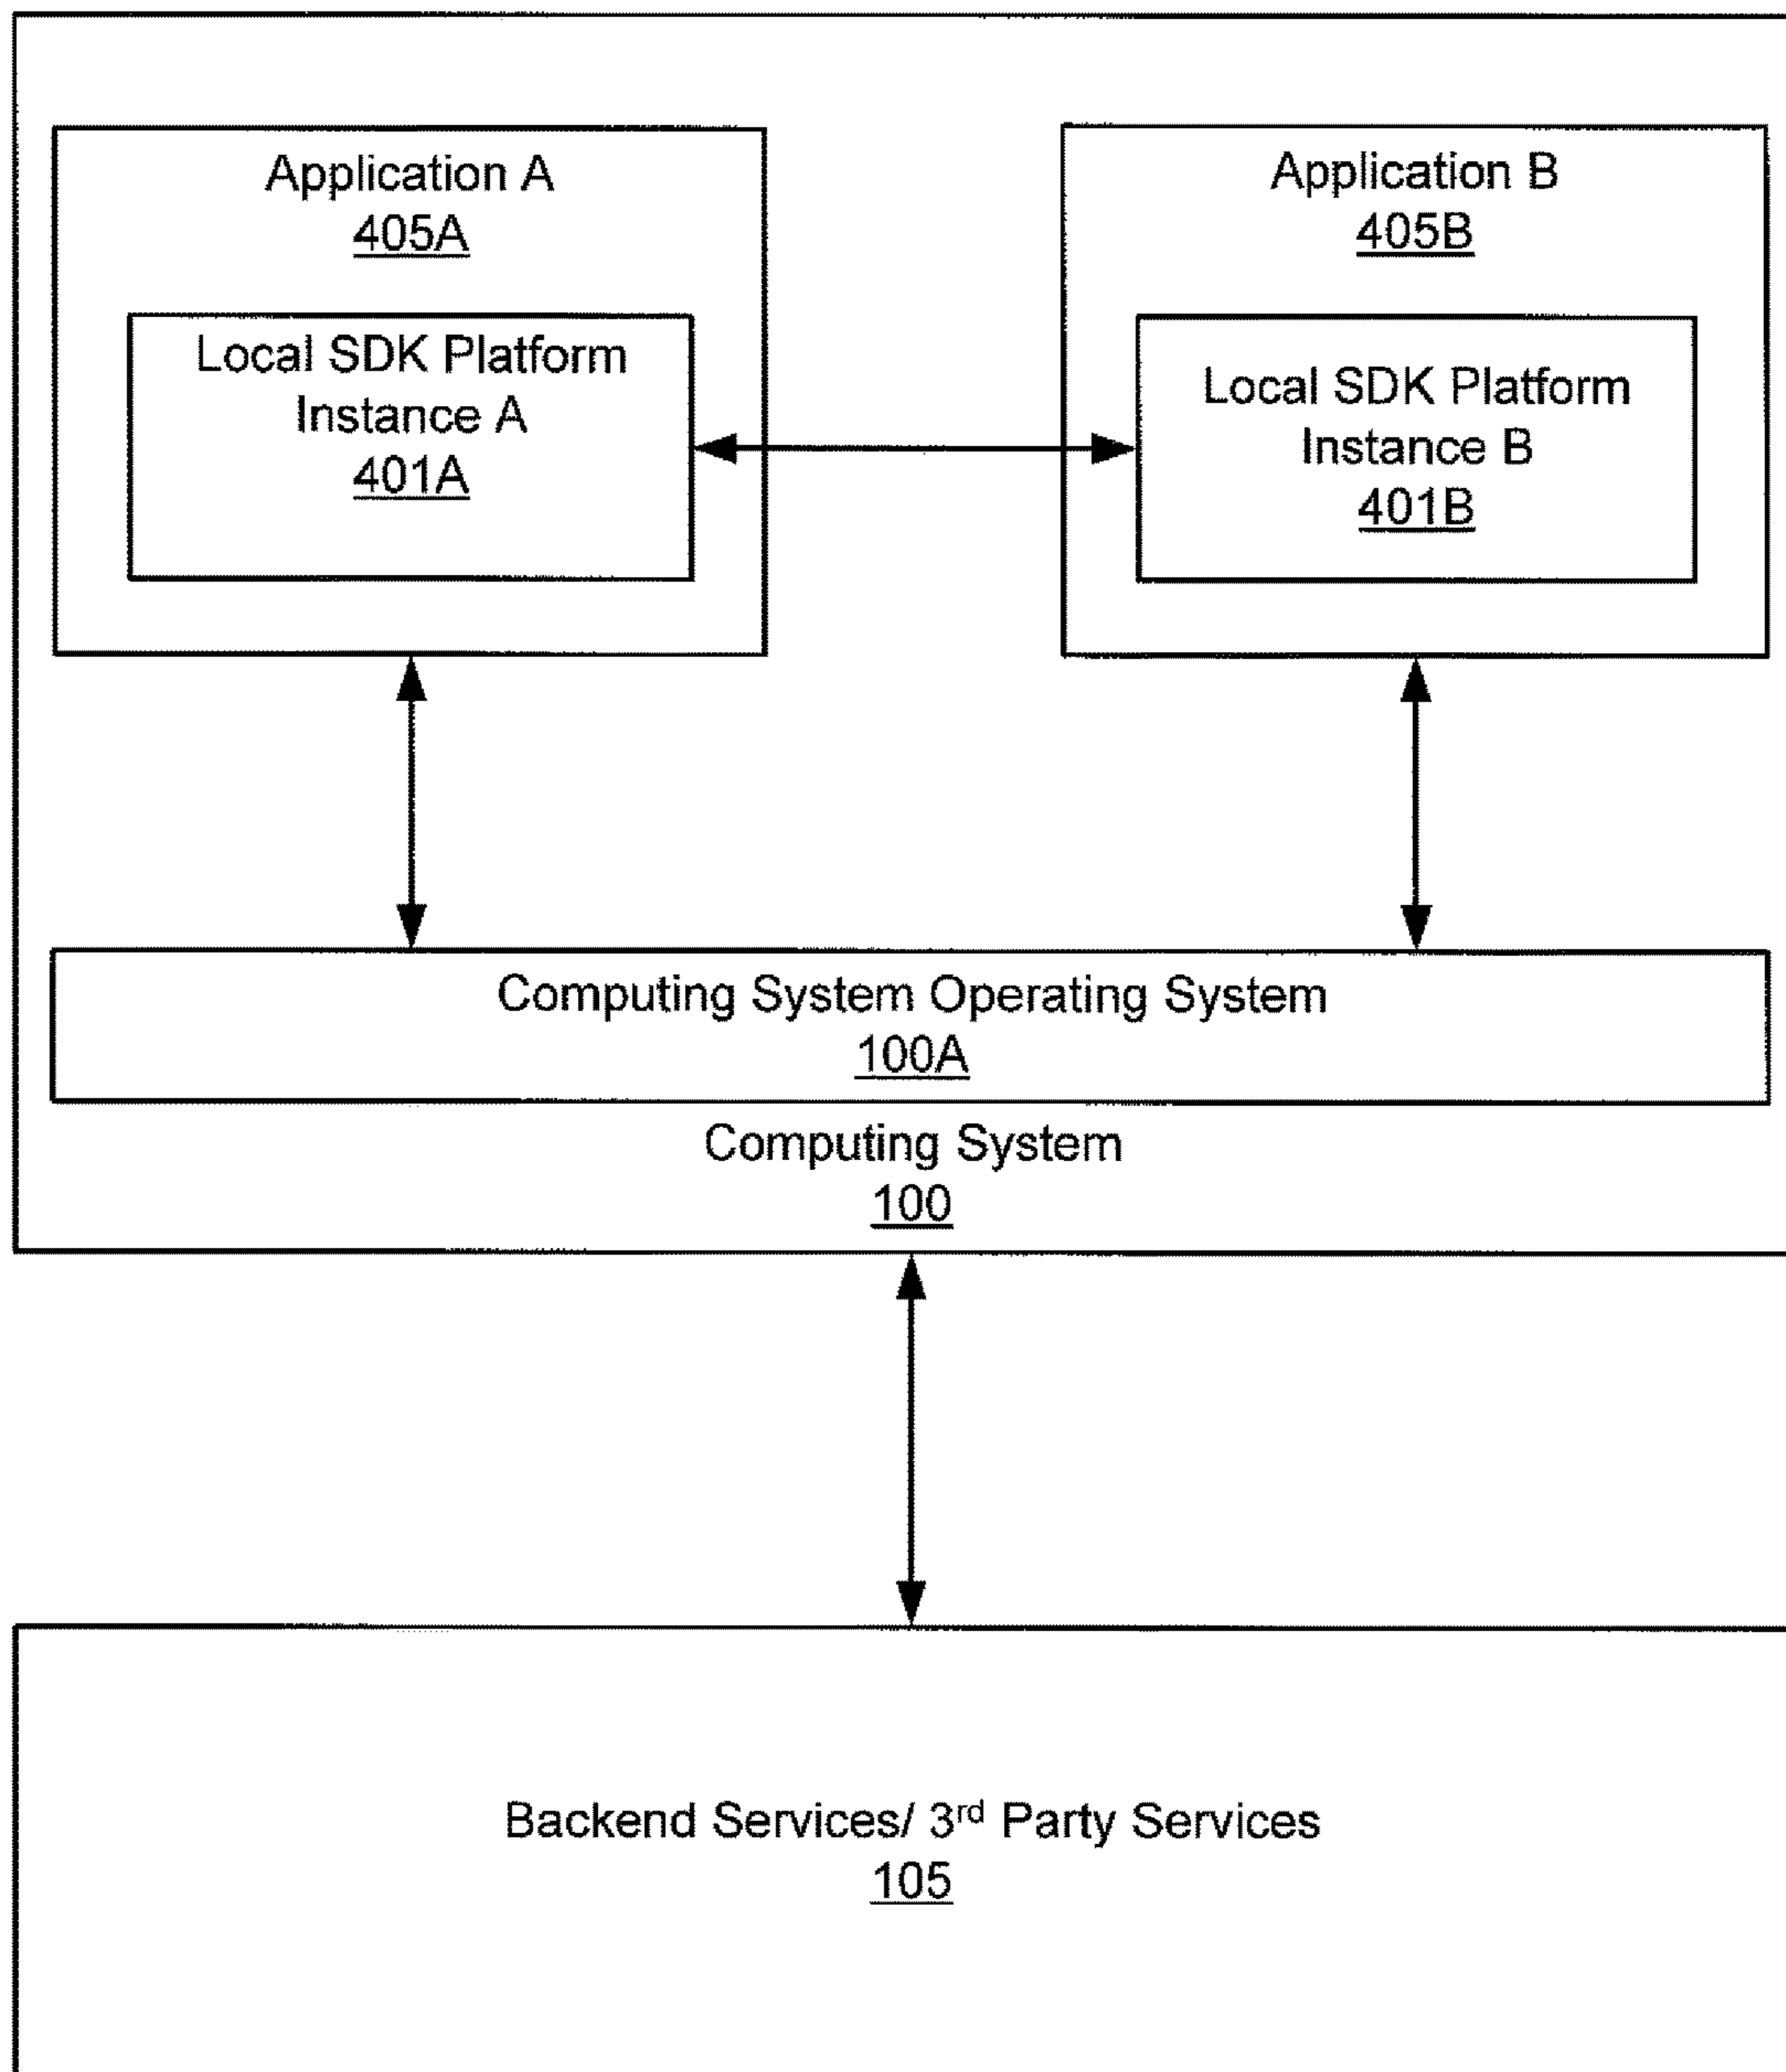 Application A
405A
Local SDK Platform
Instance A
401A
Application B
405B
Local SDK Platform
Instance B
401B
Computing System Operating System
100A
Computing System
100
Backend Services/ 3rd Party Services
105